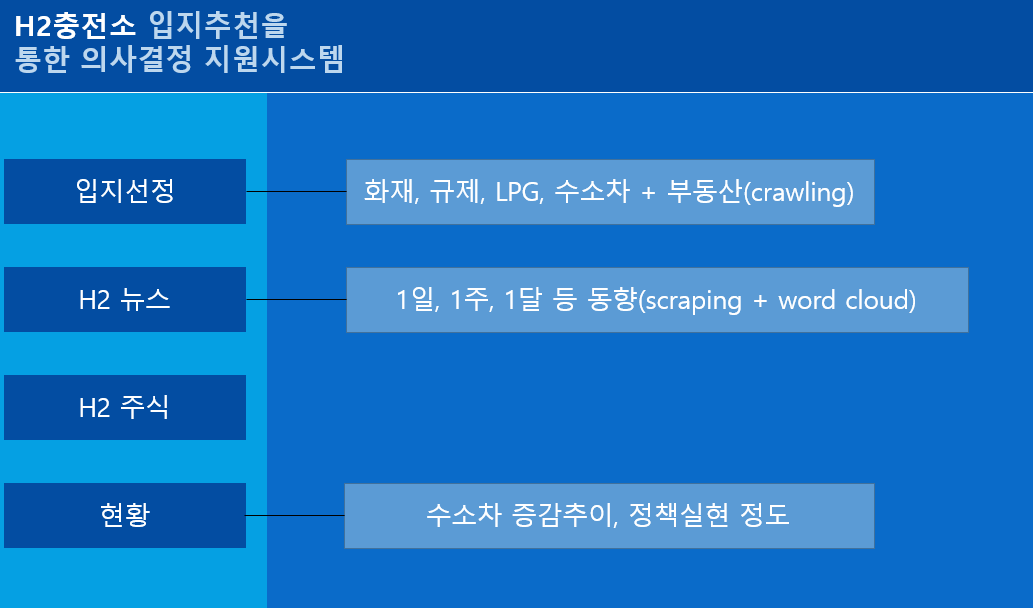 H2충전소 입지추천을
통한 의사결정 지원시스템
입지선정
화재, 규제, LPG, 수소차 + 부동산(crawling)
H2 뉴스
1일, 1주, 1달 등 동향(scraping + word cloud)
H2 주식
현황
수소차 증감추이, 정책실현 정도